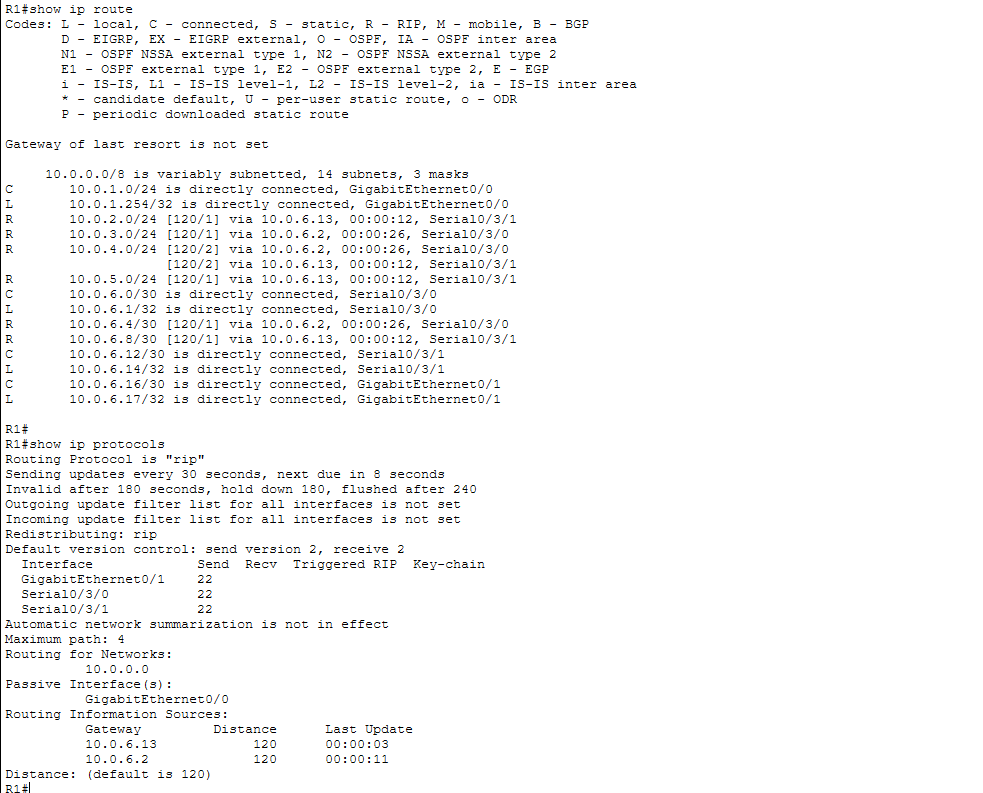 R1#show ip route
Codes: L - local, C - connected, S - static, R - RIP, M - mobile, B - BGP
       D - EIGRP, EX - EIGRP external, O - OSPF, IA - OSPF inter area
       N1 - OSPF NSSA external type 1, N2 - OSPF NSSA external type 2
       E1 - OSPF external type 1, E2 - OSPF external type 2, E - EGP
       i - IS-IS, L1 - IS-IS level-1, L2 - IS-IS level-2, ia - IS-IS inter area
       * - candidate default, U - per-user static route, o - ODR
       P - periodic downloaded static route

Gateway of last resort is not set

     10.0.0.0/8 is variably subnetted, 14 subnets, 3 masks
C       10.0.1.0/24 is directly connected, GigabitEthernet0/0
L       10.0.1.254/32 is directly connected, GigabitEthernet0/0
R       10.0.2.0/24 [120/1] via 10.0.6.13, 00:00:12, Serial0/3/1
R       10.0.3.0/24 [120/1] via 10.0.6.2, 00:00:26, Serial0/3/0
R       10.0.4.0/24 [120/2] via 10.0.6.2, 00:00:26, Serial0/3/0
                    [120/2] via 10.0.6.13, 00:00:12, Serial0/3/1
R       10.0.5.0/24 [120/1] via 10.0.6.13, 00:00:12, Serial0/3/1
C       10.0.6.0/30 is directly connected, Serial0/3/0
L       10.0.6.1/32 is directly connected, Serial0/3/0
R       10.0.6.4/30 [120/1] via 10.0.6.2, 00:00:26, Serial0/3/0
R       10.0.6.8/30 [120/1] via 10.0.6.13, 00:00:12, Serial0/3/1
C       10.0.6.12/30 is directly connected, Serial0/3/1
L       10.0.6.14/32 is directly connected, Serial0/3/1
C       10.0.6.16/30 is directly connected, GigabitEthernet0/1
L       10.0.6.17/32 is directly connected, GigabitEthernet0/1

R1#
R1#show ip protocols
Routing Protocol is "rip"
Sending updates every 30 seconds, next due in 8 seconds
Invalid after 180 seconds, hold down 180, flushed after 240
Outgoing update filter list for all interfaces is not set
Incoming update filter list for all interfaces is not set
Redistributing: rip
Default version control: send version 2, receive 2
  Interface             Send  Recv  Triggered RIP  Key-chain
  GigabitEthernet0/1    22
  Serial0/3/0           22
  Serial0/3/1           22
Automatic network summarization is not in effect
Maximum path: 4
Routing for Networks:
          10.0.0.0
Passive Interface(s):
          GigabitEthernet0/0
Routing Information Sources:
          Gateway         Distance      Last Update
          10.0.6.13            120      00:00:03
          10.0.6.2             120      00:00:11
Distance: (default is 120)
R1#